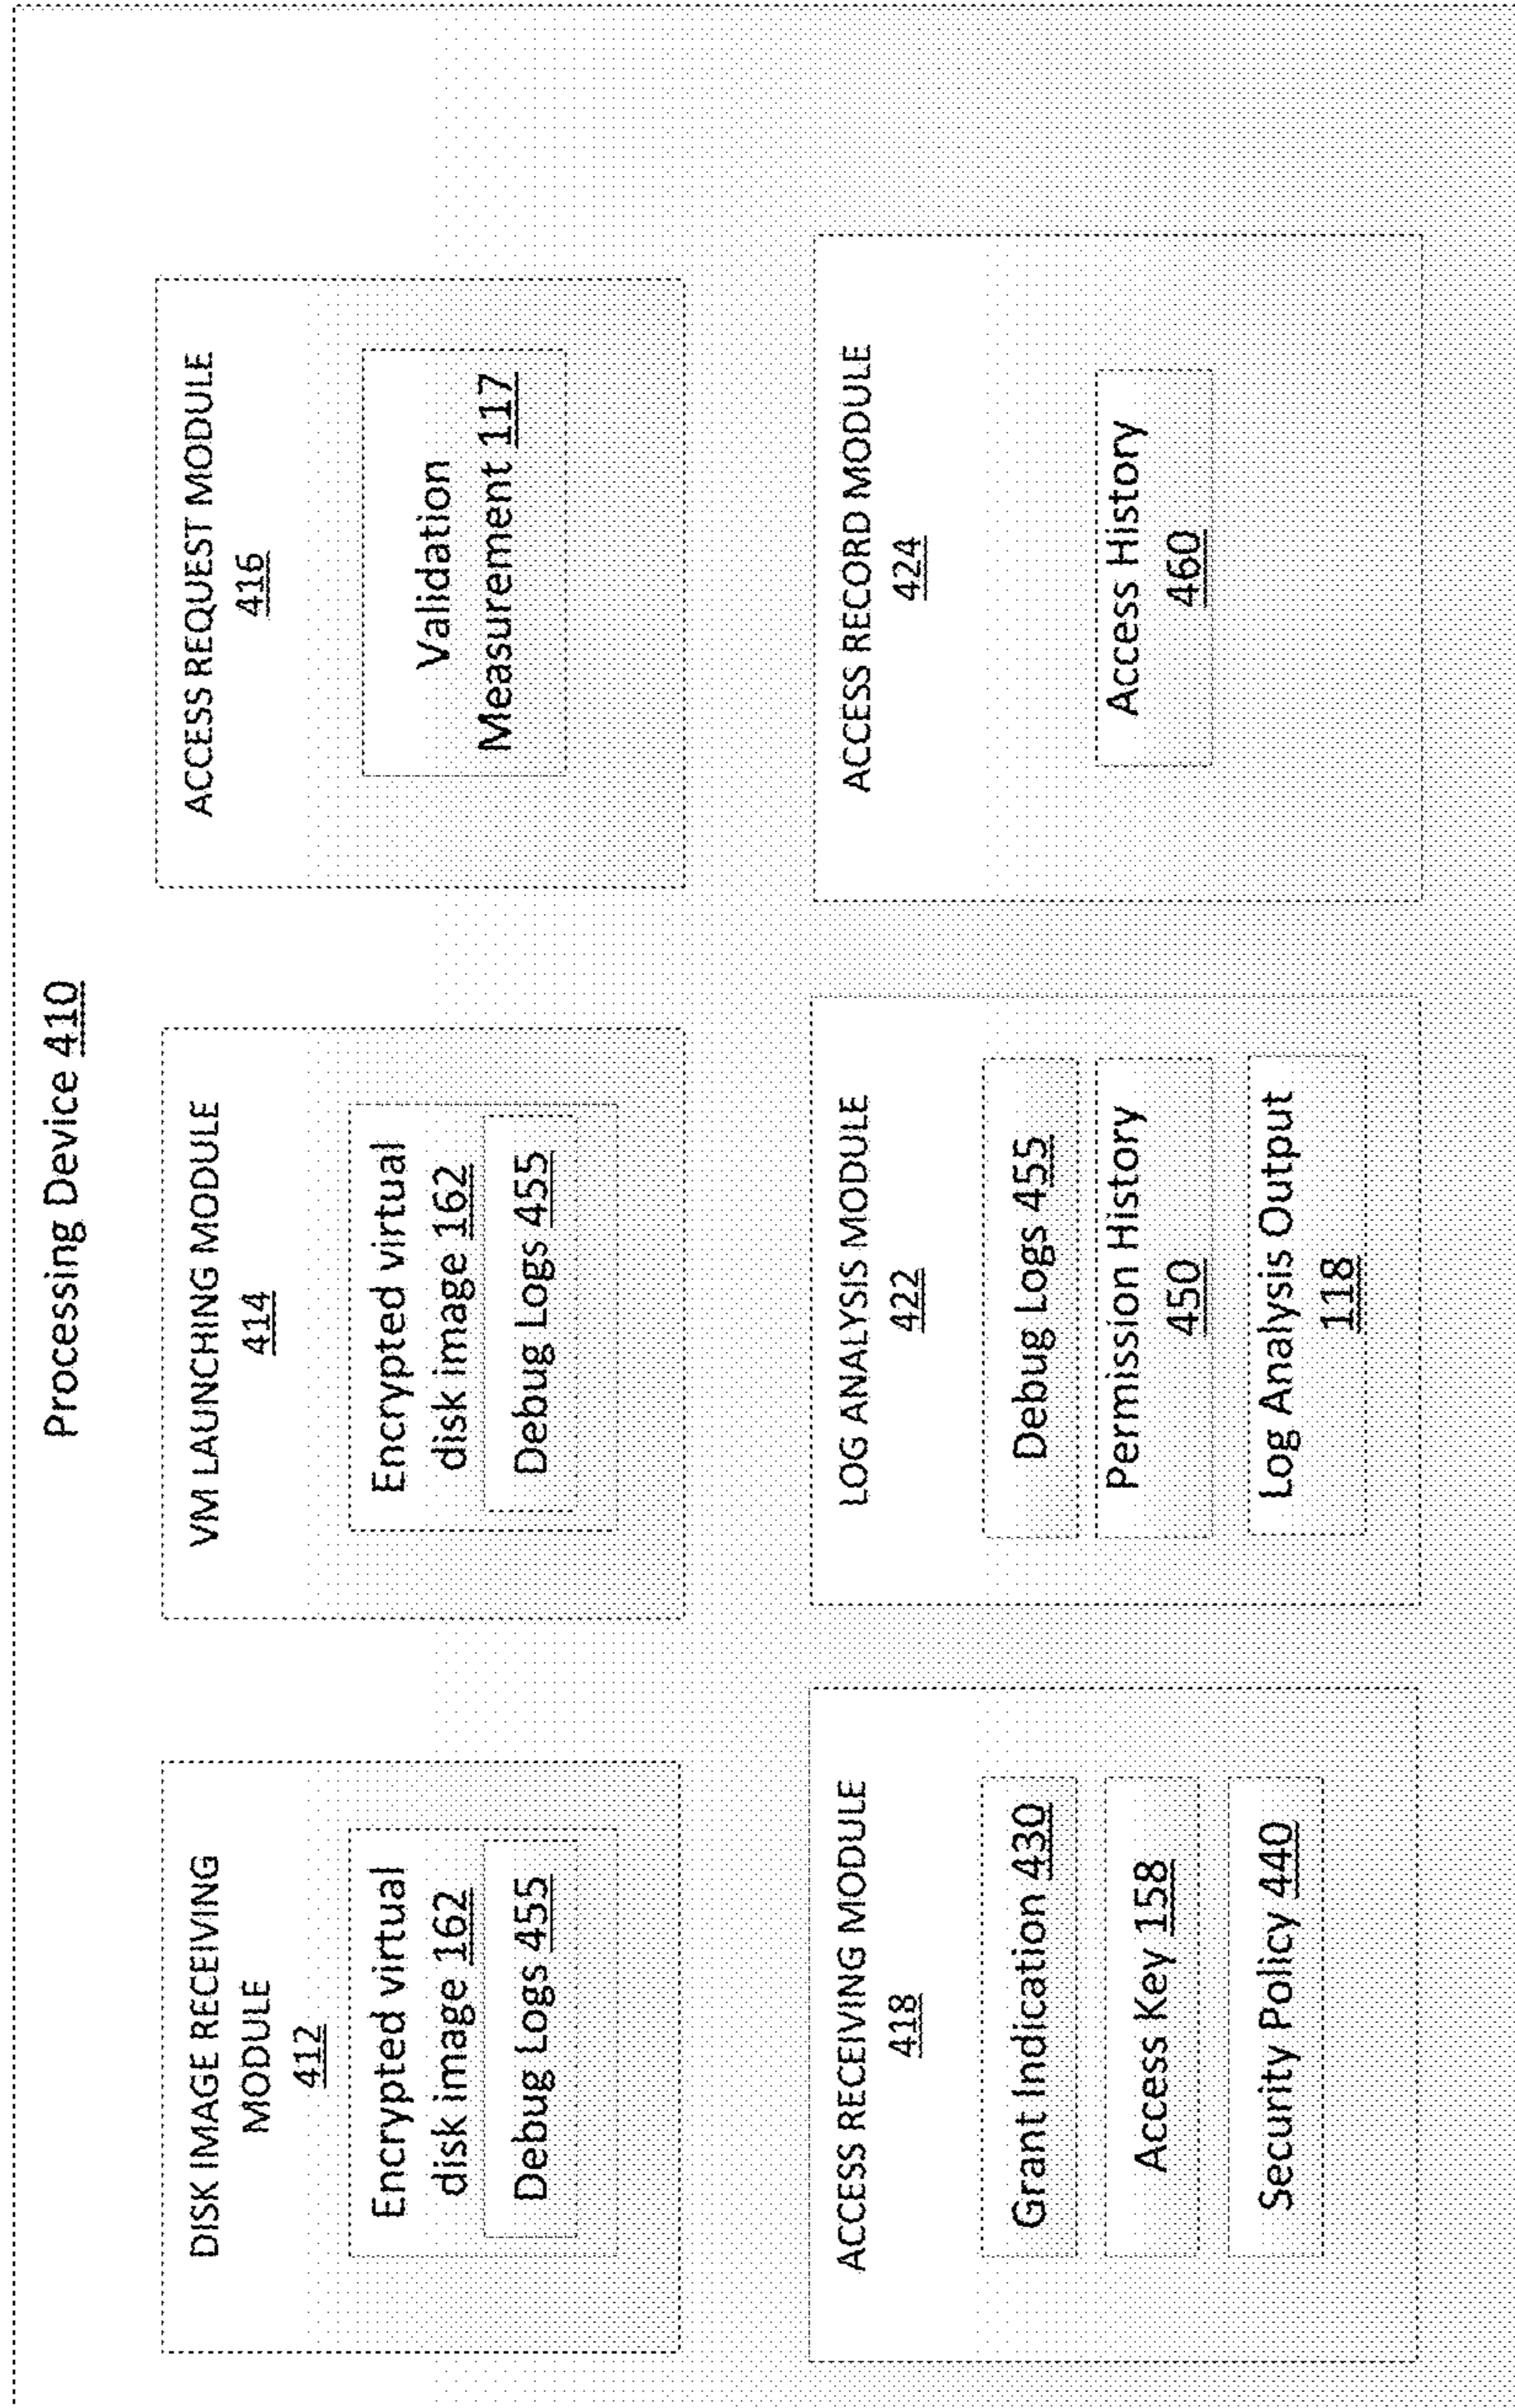 Processing Device 410
DISK IMAGE RECEIVING
MODULE
412
Encrypted virtual
disk image 162
Debug Logs 455
VM LAUNCHING MODULE
414
Encrypted virtual
disk image 162
Debug Logs 455
ACCESS REQUEST MODULE
416
Validation
Measurement 117
ACCESS RECEIVING MODULE
418
Grant Indication 430
Access Key 158
Security Policy 440
LOG ANALYSIS MODULE
422
Debug Logs 455
Permission History
450
Log Analysis Output
118
ACCESS RECORD MODULE
424
Access History
460